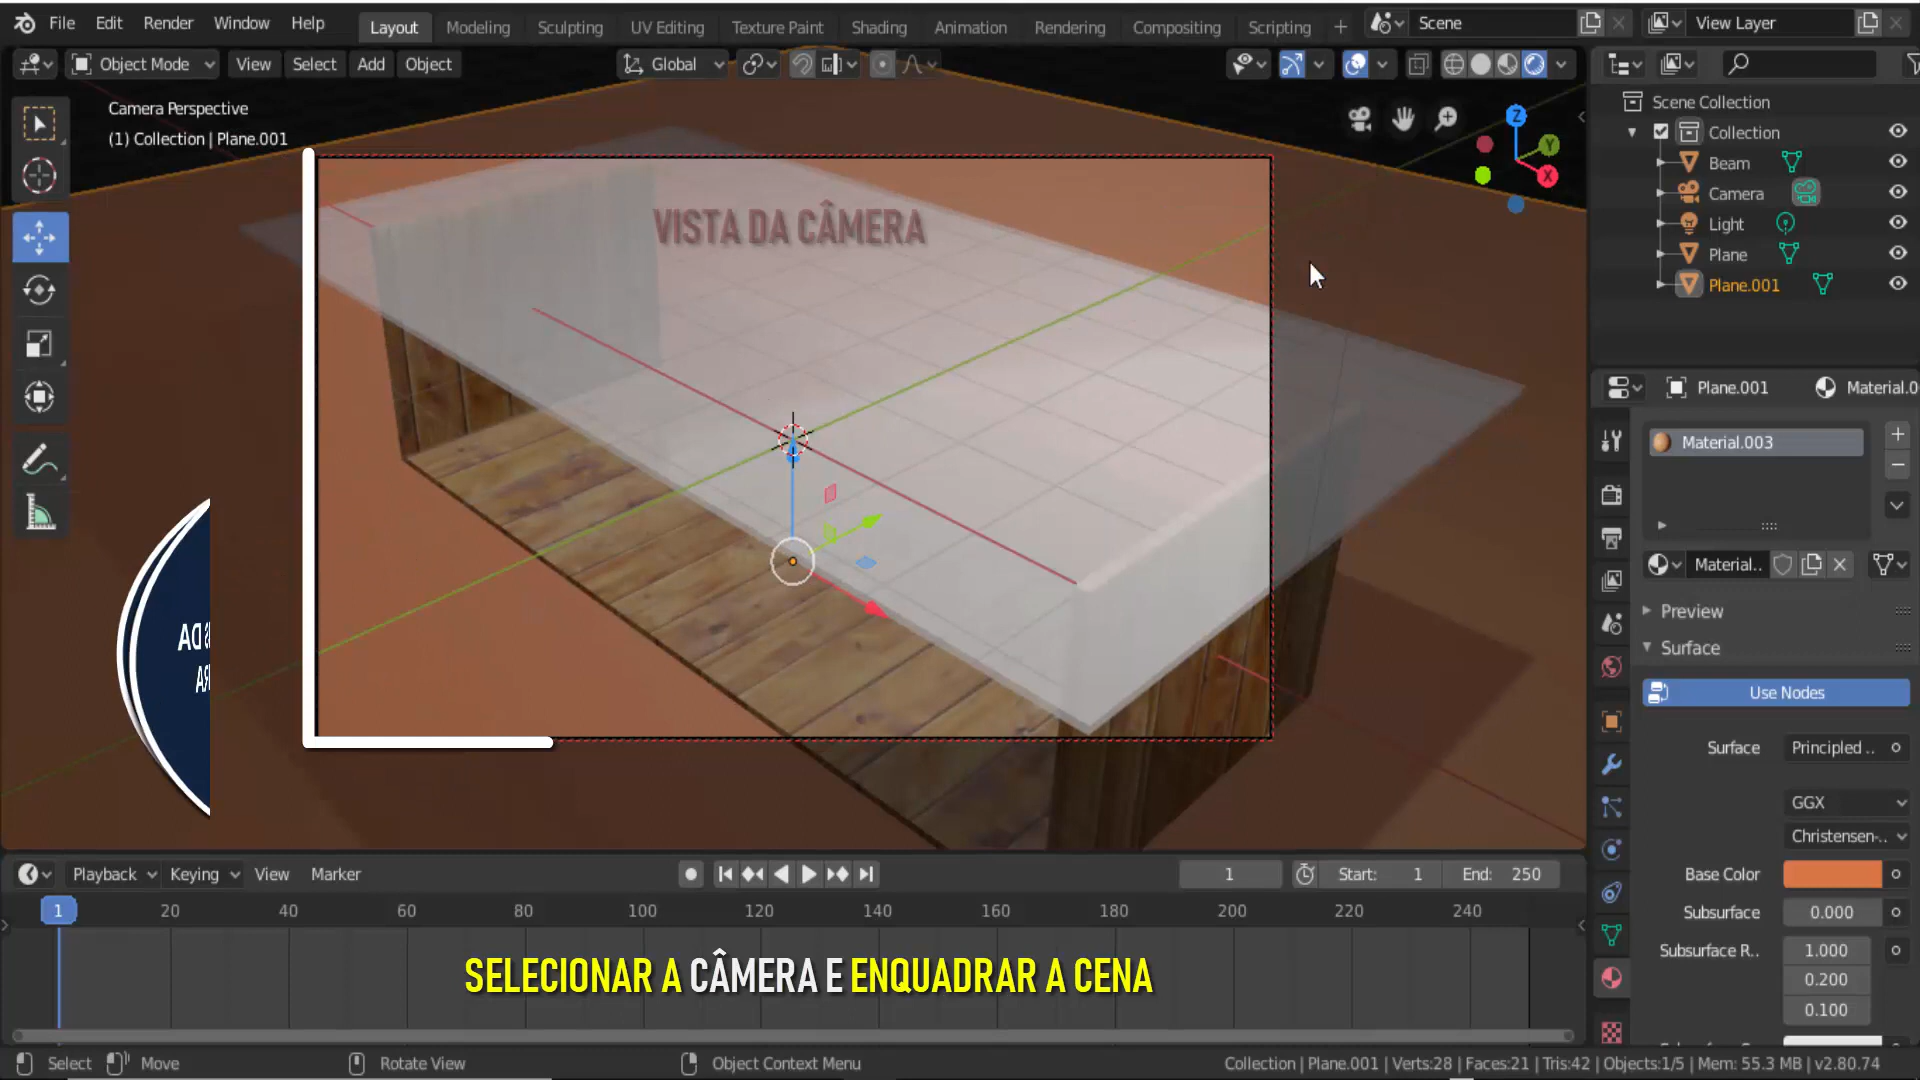 File Edit Render Window Help Layout Modeling Sculpting UV Editing Texture Paint Shading Animation Rendering Compositing Scripting + Scene View Layer
Object Mode View Select Add Object Global
Camera Perspective
(1) Collection | Plane.001
VISTA DA CÂMERA
Z
Y
X
Scene Collection
Collection
Beam
Camera
Light
Plane
Plane.001
Plane.001 Material.0
Material.003
Material..
Preview
Surface
Use Nodes
Surface Principled ..
GGX
Christensen-..
Base Color
Subsurface 0.000
Subsurface R.. 1.000
0.200
0.100
DA
Playback Keying View Marker 1 Start: 1 End: 250
1 20 40 60 80 100 120 140 160 180 200 220 240
SELECIONAR A CÂMERA E ENQUADRAR A CENA
Select Move Rotate View Object Context Menu Collection | Plane.001 | Verts:28 | Faces:21 | Tris:42 | Objects:1/5 | Mem: 55.3 MB | v2.80.74